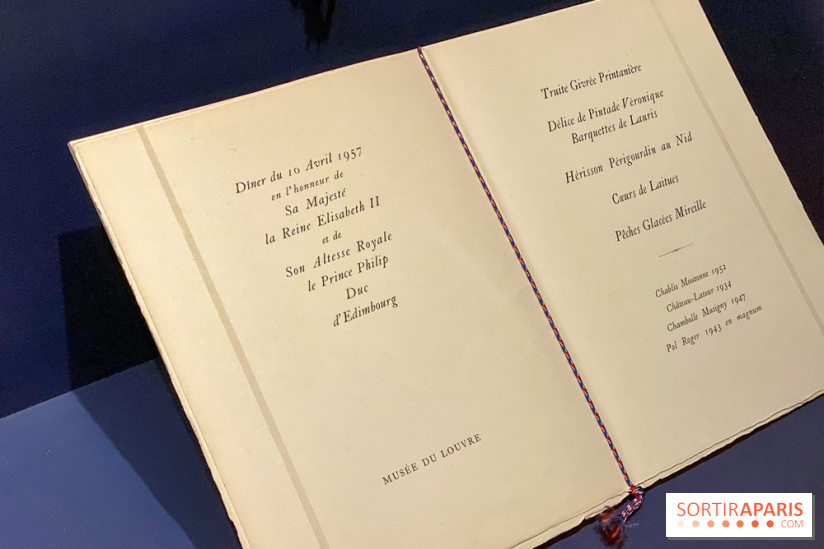 Dîner du 10 Avril 1957
en l'honneur de
Sa Majesté
la Reine Elisabeth II
et de
Son Altesse Royale
le Prince Philip
Duc
d'Edimbourg
MUSÉE DU LOUVRE
Truite Givrée Printanière
Délice de Pintade Véronique
Barquettes de Lauris
Hérisson Périgourdin au Nid
Cœurs de Laitues
Pêches Glacées Mireille
Chablis Moutonne 1952
Château-Latour 1934
Chambolle Musigny 1947
Pol Roger 1943 en magnum
SORTIRAPARIS
.COM